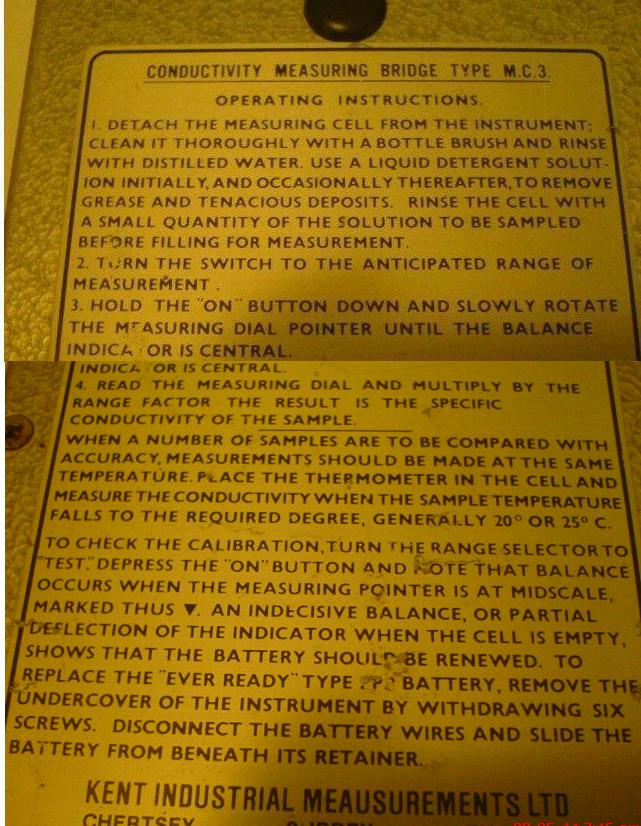 CONDUCTIVITY MEASURING BRIDGE TYPE M.C.3.
OPERATING INSTRUCTIONS.
1. DETACH THE MEASURING CELL FROM THE INSTRUMENT;
CLEAN IT THOROUGHLY WITH A BOTTLE BRUSH AND RINSE
WITH DISTILLED WATER. USE A LIQUID DETERGENT SOLUT-
ION INITIALLY, AND OCCASIONALLY THEREAFTER, TO REMOVE
GREASE AND TENACIOUS DEPOSITS. RINSE THE CELL WITH
A SMALL QUANTITY OF THE SOLUTION TO BE SAMPLED
BEFORE FILLING FOR MEASUREMENT.
2. TURN THE SWITCH TO THE ANTICIPATED RANGE OF
MEASUREMENT.
3. HOLD THE "ON" BUTTON DOWN AND SLOWLY ROTATE
THE MEASURING DIAL POINTER UNTIL THE BALANCE
INDICATOR IS CENTRAL.
INDICATOR IS CENTRAL.
4. READ THE MEASURING DIAL AND MULTIPLY BY THE
RANGE FACTOR THE RESULT IS THE SPECIFIC
CONDUCTIVITY OF THE SAMPLE.
WHEN A NUMBER OF SAMPLES ARE TO BE COMPARED WITH
ACCURACY, MEASUREMENTS SHOULD BE MADE AT THE SAME
TEMPERATURE. PLACE THE THERMOMETER IN THE CELL AND
MEASURE THE CONDUCTIVITY WHEN THE SAMPLE TEMPERATURE
FALLS TO THE REQUIRED DEGREE, GENERALLY 20° OR 25° C.
TO CHECK THE CALIBRATION, TURN THE RANGE SELECTOR TO
"TEST." DEPRESS THE "ON" BUTTON AND NOTE THAT BALANCE
OCCURS WHEN THE MEASURING POINTER IS AT MIDSCALE,
MARKED THUS ▼. AN INDECISIVE BALANCE, OR PARTIAL
DEFLECTION OF THE INDICATOR WHEN THE CELL IS EMPTY,
SHOWS THAT THE BATTERY SHOULD BE RENEWED. TO
REPLACE THE "EVER READY" TYPE BATTERY, REMOVE THE
UNDERCOVER OF THE INSTRUMENT BY WITHDRAWING SIX
SCREWS. DISCONNECT THE BATTERY WIRES AND SLIDE THE
BATTERY FROM BENEATH ITS RETAINER.
KENT INDUSTRIAL MEAUSUREMENTS LTD
CHERTSEY SURREY